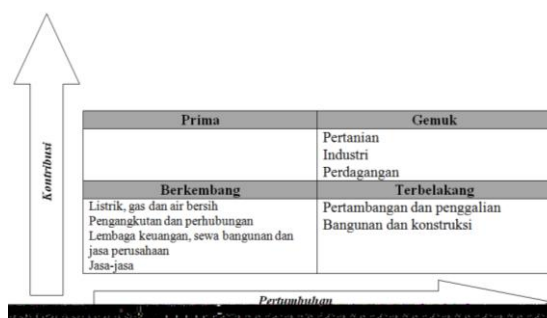 Kontribusi
Prima
Gemuk
Pertanian
Industri
Perdagangan
Berkembang
Terbelakang
Listrik, gas dan air bersih
Pengangkutan dan perhubungan
Lembaga keuangan, sewa bangunan dan
jasa perusahaan
Jasa-jasa
Pertambangan dan penggalian
Bangunan dan konstruksi
Pertumbuhan